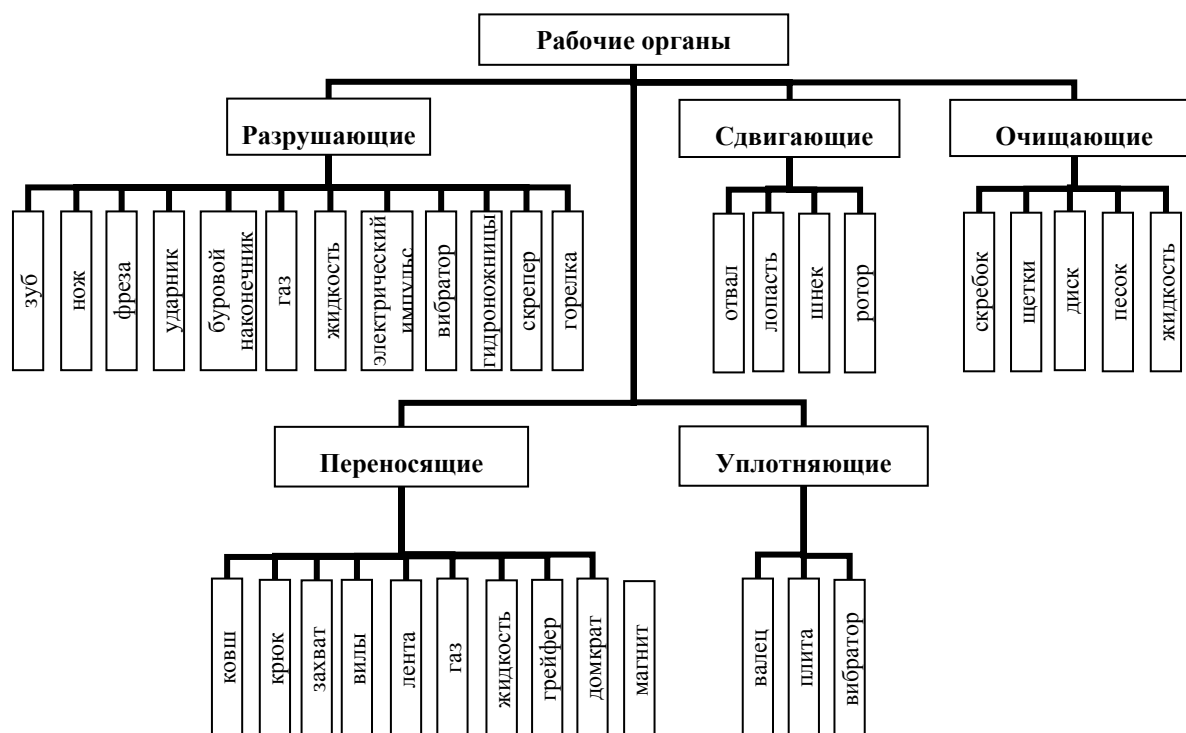 Рабочие органы
Разрушающие
Сдвигающие
Очищающие
зуб
нож
фреза
ударник
буровой
наконечник
газ
жидкость
электрический
импульс
вибратор
гидроножницы
скрепер
горелка
отвал
лопасть
шнек
ротор
скребок
щетки
диск
песок
жидкость
Переносящие
Уплотняющие
ковш
крюк
захват
вилы
лента
газ
жидкость
грейфер
домкрат
магнит
валец
плита
вибратор